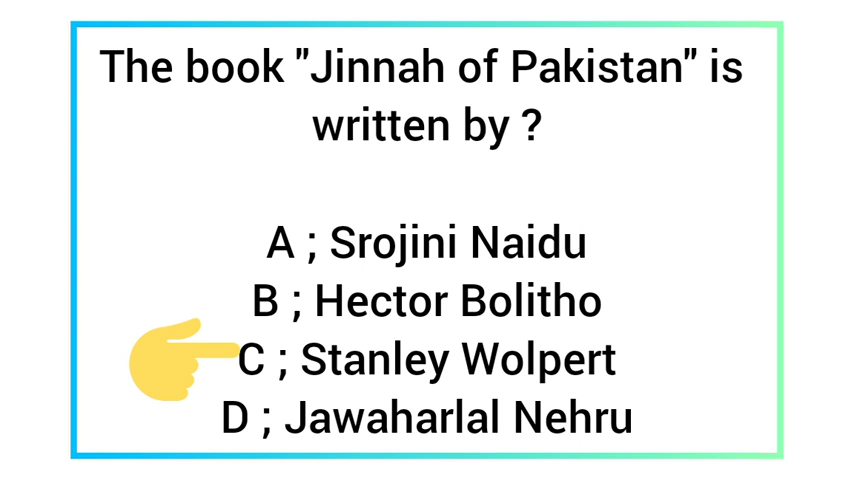 The book "Jinnah of Pakistan" is
written by ?
A ; Srojini Naidu
B ; Hector Bolitho
C ; Stanley Wolpert
D ; Jawaharlal Nehru